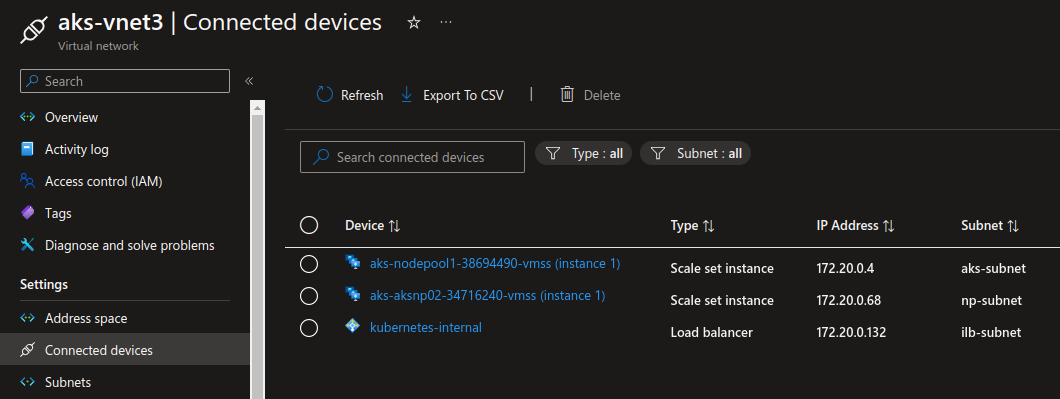 aks-vnet3 | Connected devices ☆ ...
Virtual network
Search «
Overview
Activity log
Access control (IAM)
Tags
Diagnose and solve problems
Settings
Address space
Connected devices
Subnets
Refresh Export To CSV | Delete
Search connected devices Type : all Subnet : all
Device ↑↓ Type ↑↓ IP Address ↑↓ Subnet ↑↓
aks-nodepool1-38694490-vmss (instance 1) Scale set instance 172.20.0.4 aks-subnet
aks-aksnp02-34716240-vmss (instance 1) Scale set instance 172.20.0.68 np-subnet
kubernetes-internal Load balancer 172.20.0.132 ilb-subnet